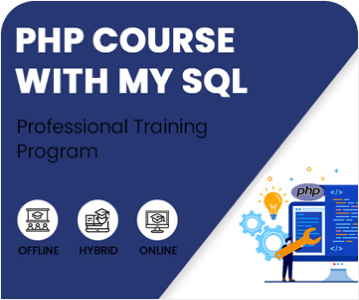 PHP COURSE
WITH MY SQL
Professional Training
Program
OFFLINE
HYBRID
ONLINE
php
</>
</>